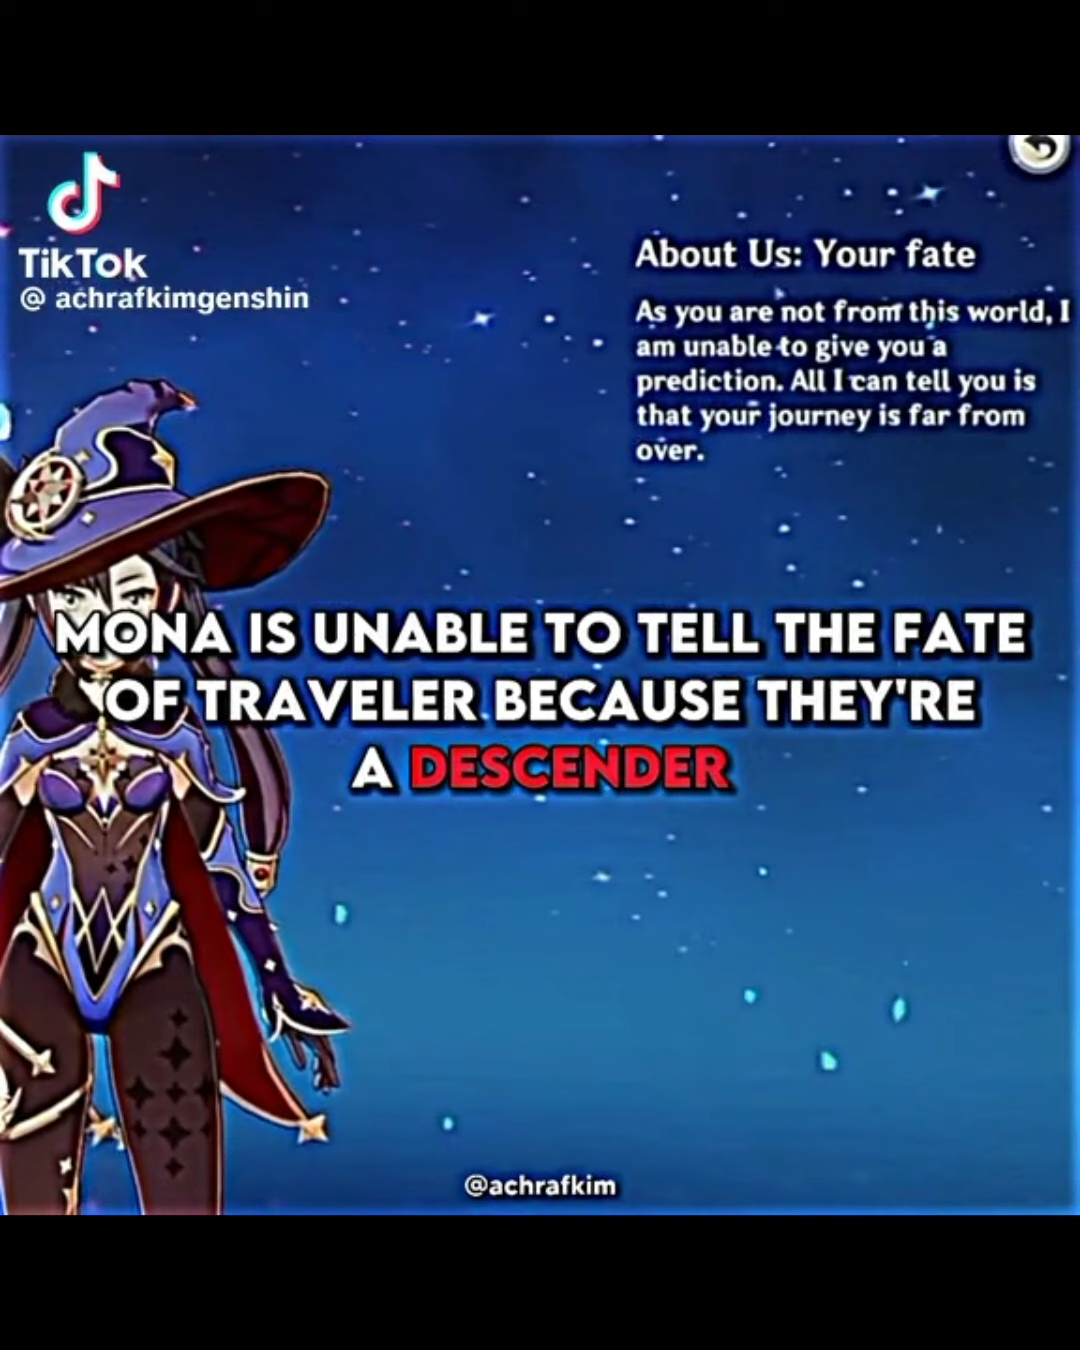 TikTok
@ achrafkimgenshin
About Us: Your fate
As you are not from this world, I
am unable to give you a
prediction. All I can tell you is
that your journey is far from
over.
MONA IS UNABLE TO TELL THE FATE
OF TRAVELER BECAUSE THEY'RE
A DESCENDER
@achrafkim